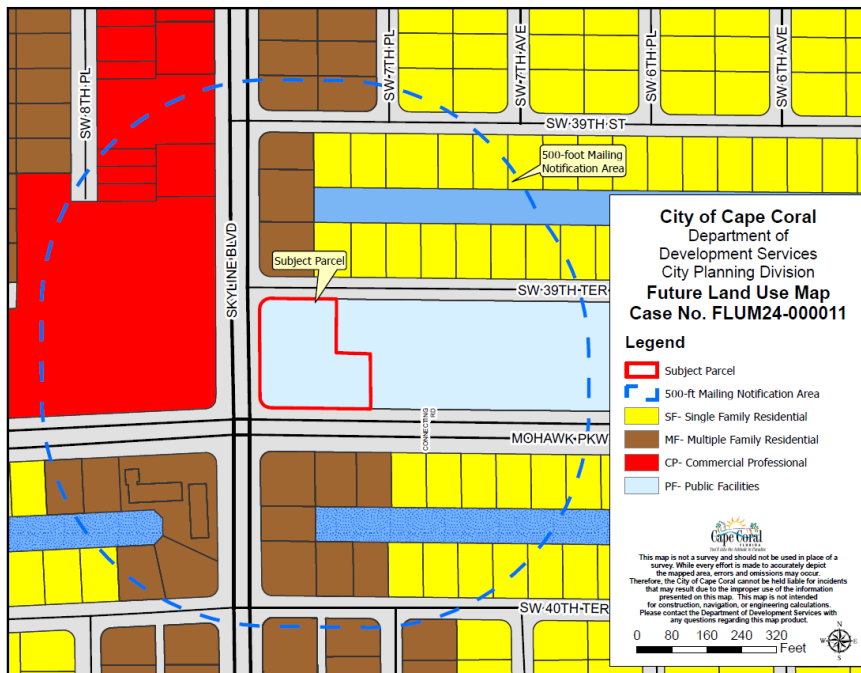 SW 8TH PL
SW 7TH PL
SW 7TH AVE
SW 6TH PL
SW 6TH AVE
SW 39TH ST
500-foot Mailing
Notification Area
SKYLINE BLVD
Subject Parcel
SW 39TH TER
CONNECTING
RD
MOHAWK PKW
SW 40TH TER
City of Cape Coral
Department of
Development Services
City Planning Division
Future Land Use Map
Case No. FLUM24-000011
Legend
Subject Parcel
500-ft Mailing Notification Area
SF- Single Family Residential
MF- Multiple Family Residential
CP- Commercial Professional
PF- Public Facilities
Cape Coral
FLORIDA
This map is not a survey and should not be used in place of a
survey. While every effort is made to accurately depict
the mapped area, errors and omissions may occur.
Therefore, the City of Cape Coral cannot be held liable for incidents
that may result due to the improper use of the information
presented on this map. This map is not intended
for construction, navigation, or engineering calculations.
Please contact the Department of Development Services with
any questions regarding this map product.
0 80 160 240 320
Feet
N
W E
S